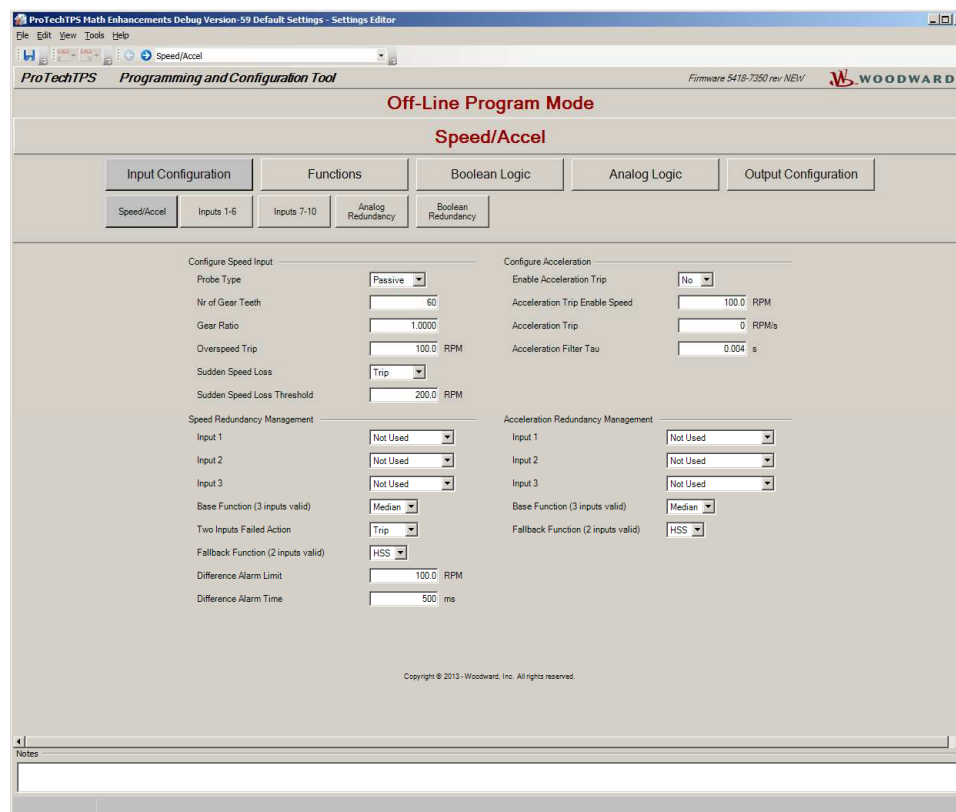 ProTechTPS Math Enhancements Debug Version-59 Default Settings - Settings Editor
File Edit View Tools Help
Speed/Accel
ProTechTPS Programming and Configuration Tool Firmware 5418-7350 rev NEW WOODWARD
Off-Line Program Mode
Speed/Accel
Input Configuration Functions Boolean Logic Analog Logic Output Configuration
Speed/Accel Inputs 1-6 Inputs 7-10 Analog Redundancy Boolean Redundancy
Configure Speed Input
Probe Type Passive
Nr of Gear Teeth 60
Gear Ratio 1.0000
Overspeed Trip 100.0 RPM
Sudden Speed Loss Trip
Sudden Speed Loss Threshold 200.0 RPM
Configure Acceleration
Enable Acceleration Trip No
Acceleration Trip Enable Speed 100.0 RPM
Acceleration Trip 0 RPM/s
Acceleration Filter Tau 0.004 s
Speed Redundancy Management
Input 1 Not Used
Input 2 Not Used
Input 3 Not Used
Base Function (3 inputs valid) Median
Two Inputs Failed Action Trip
Fallback Function (2 inputs valid) HSS
Difference Alarm Limit 100.0 RPM
Difference Alarm Time 500 ms
Acceleration Redundancy Management
Input 1 Not Used
Input 2 Not Used
Input 3 Not Used
Base Function (3 inputs valid) Median
Fallback Function (2 inputs valid) HSS
Copyright © 2013 - Woodward, Inc. All rights reserved.
Notes